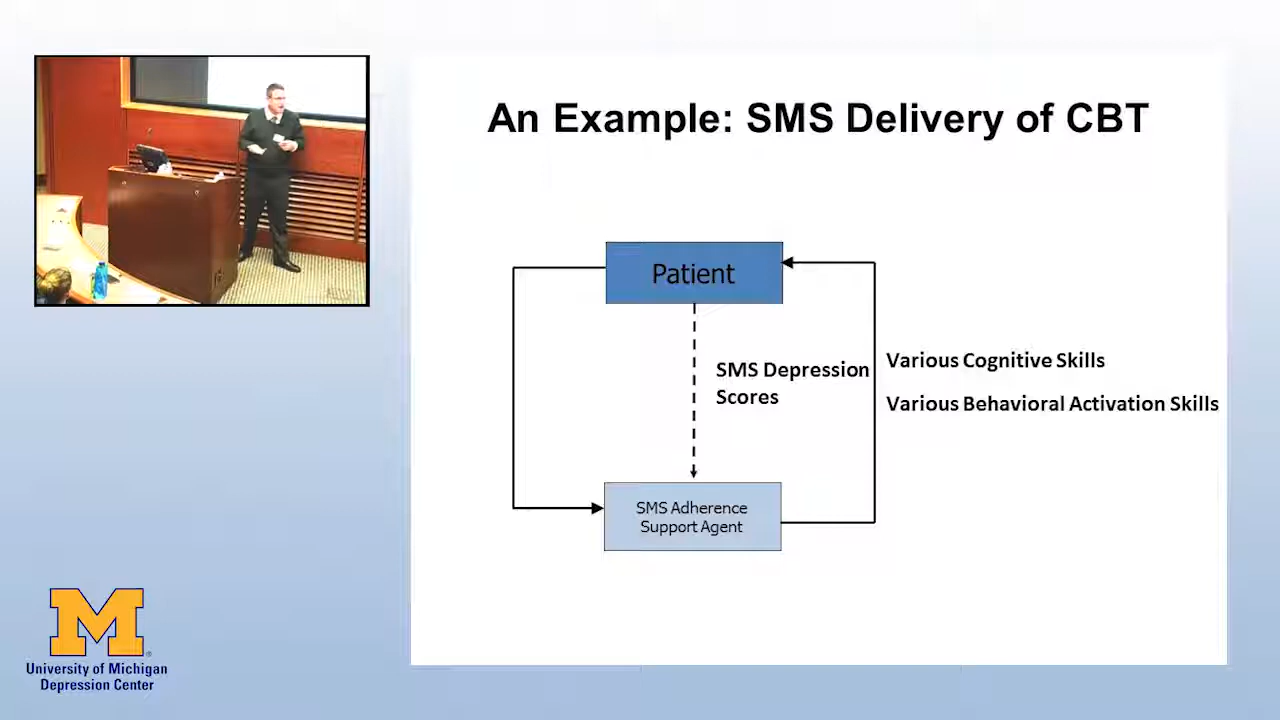 An Example: SMS Delivery of CBT
Patient
SMS Depression
Scores
Various Cognitive Skills
Various Behavioral Activation Skills
SMS Adherence
Support Agent
M
University of Michigan
Depression Center